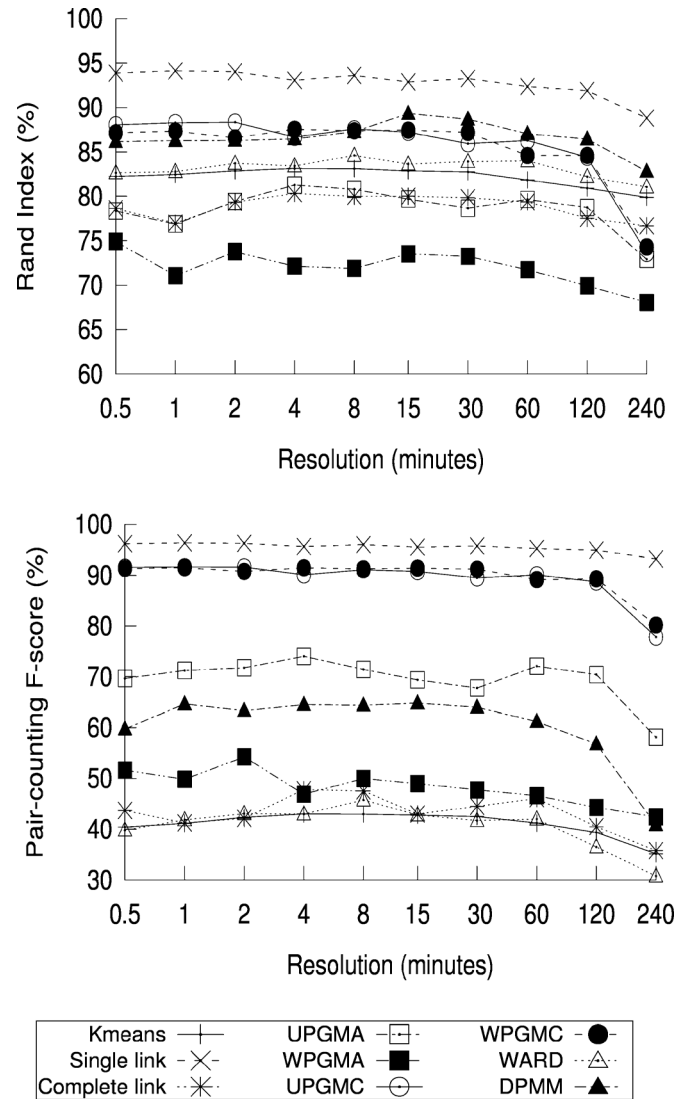 100
95
90
85
80
75
70
65
60
Rand Index (%)
0.5 1 2 4 8 15 30 60 120 240
Resolution (minutes)
100
90
80
70
60
50
40
30
Pair-counting F-score (%)
0.5 1 2 4 8 15 30 60 120 240
Resolution (minutes)
Kmeans UPGMA WPGMC
Single link WPGMA WARD
Complete link UPGMC DPMM